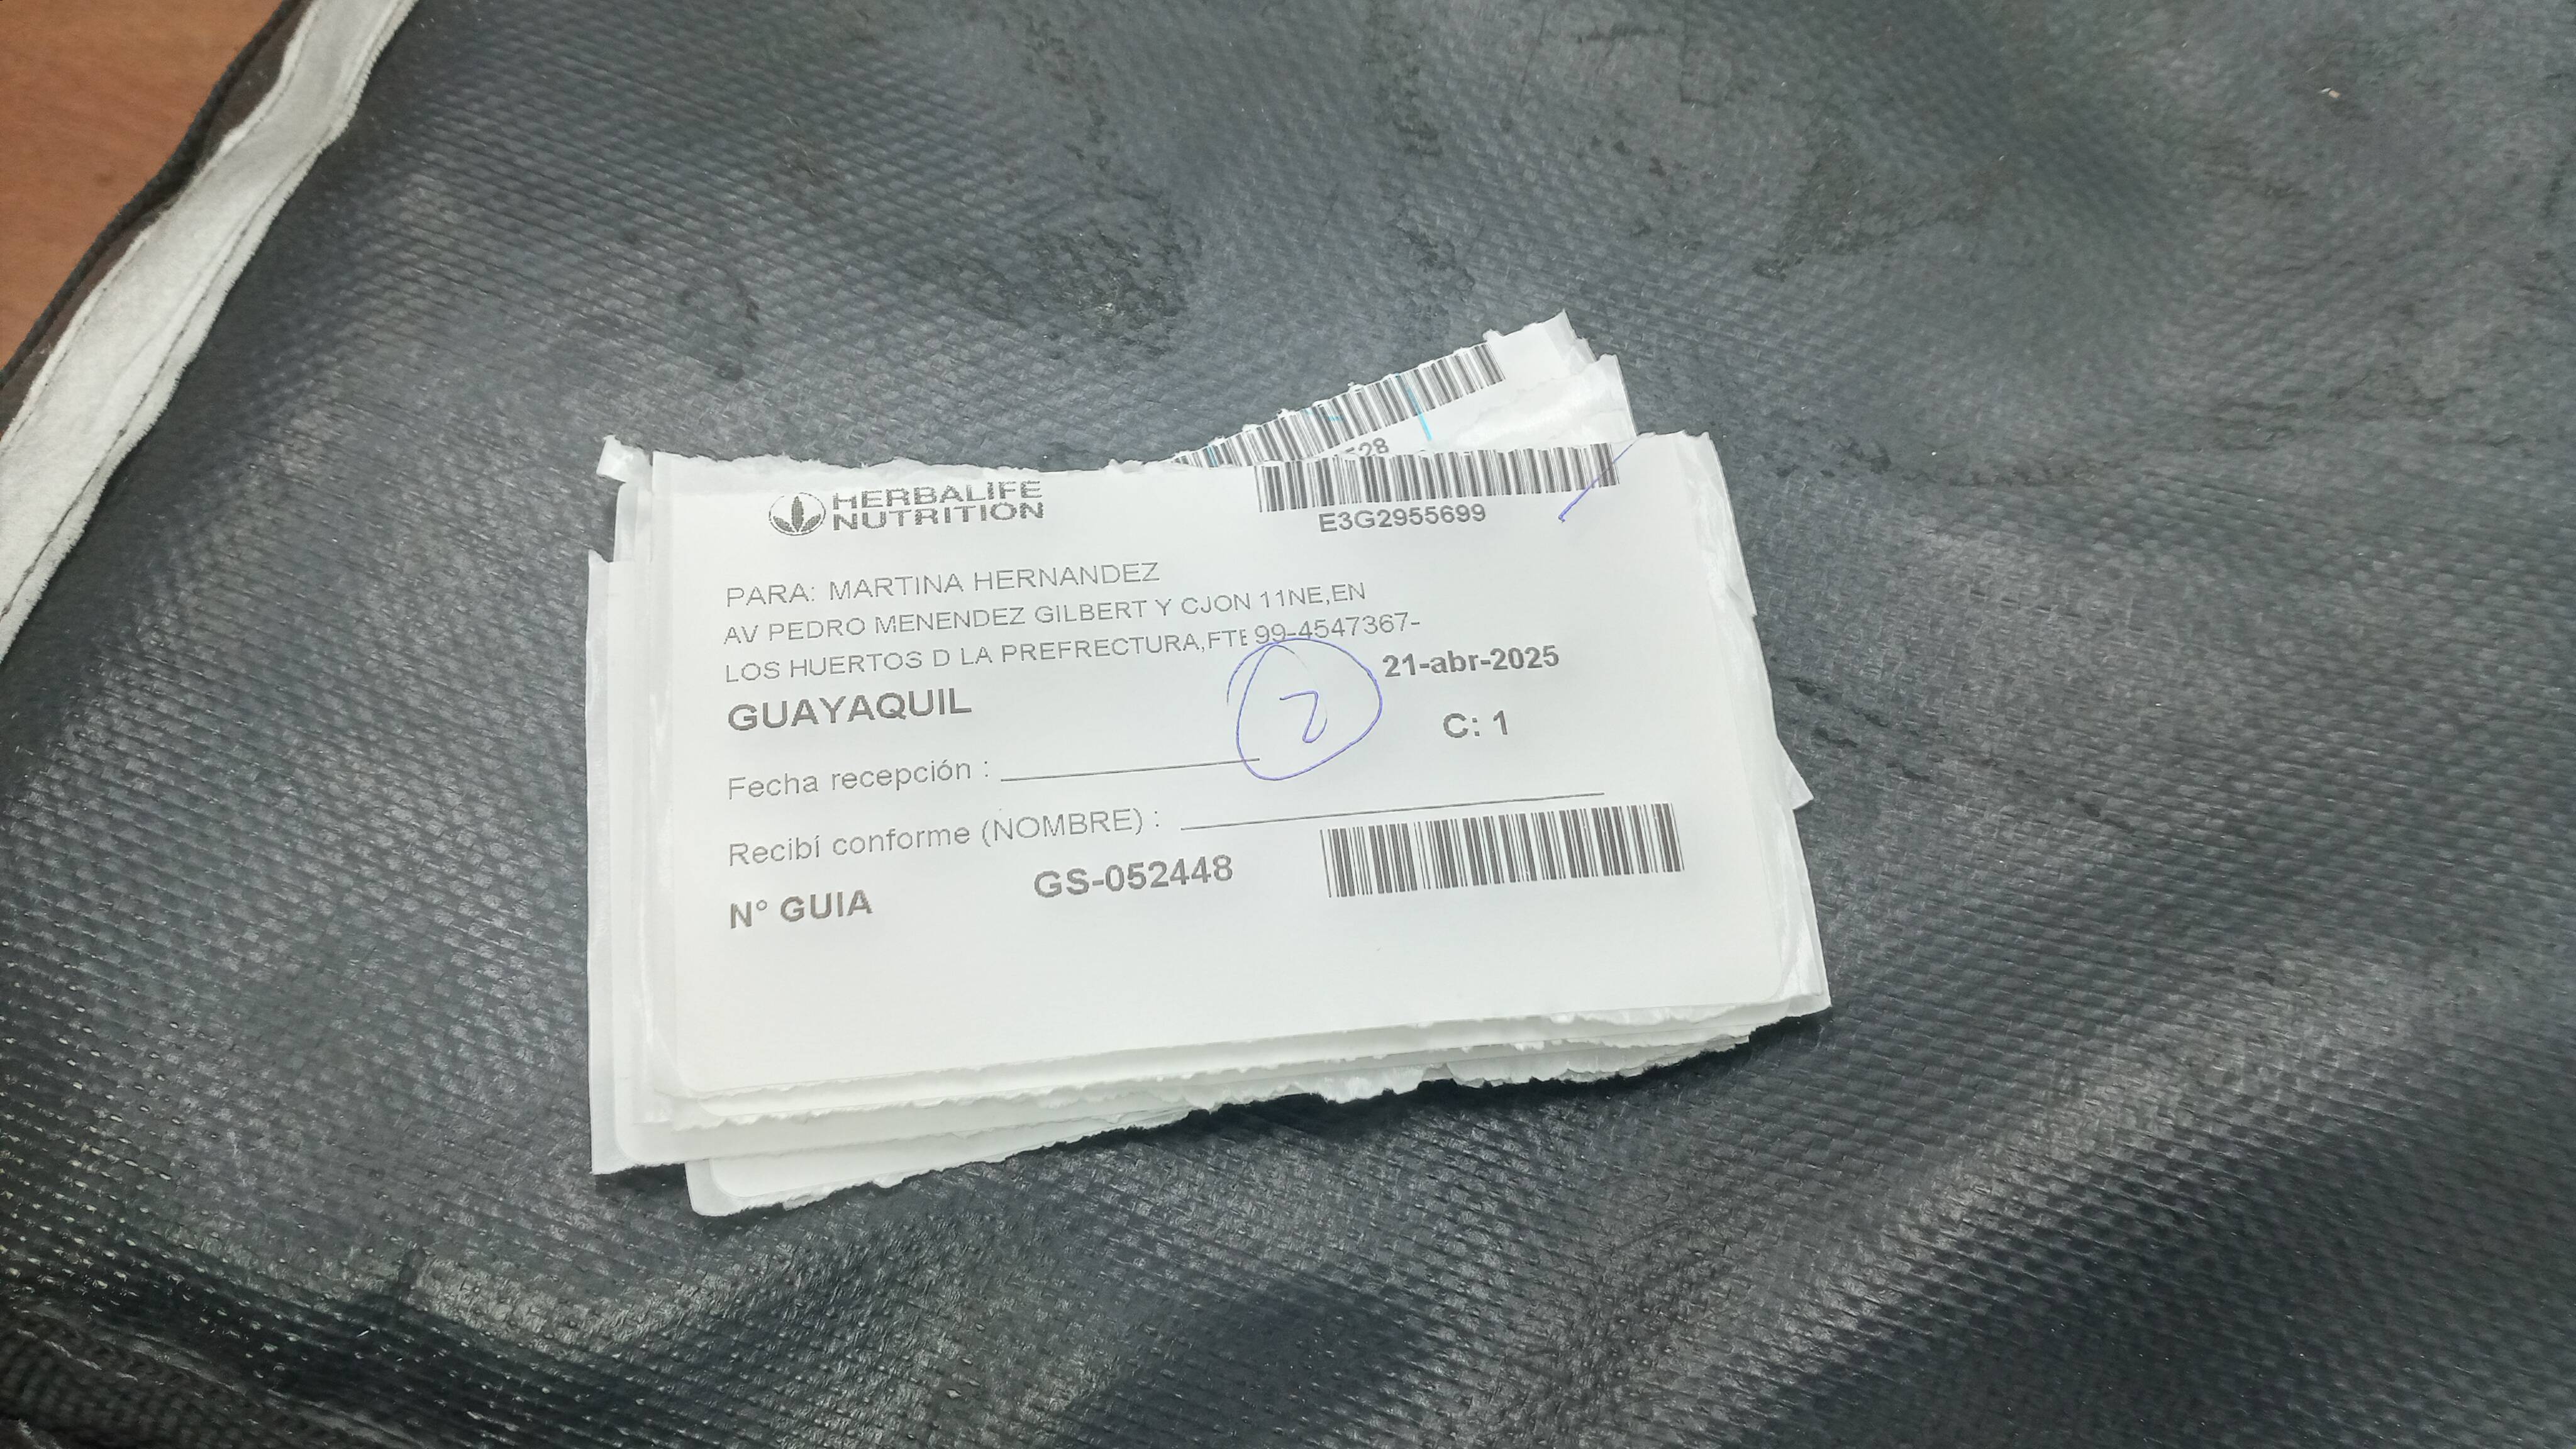 528
HERBALIFE
NUTRITION
E3G2955699
PARA: MARTINA HERNANDEZ
AV PEDRO MENENDEZ GILBERT Y CJON 11NE,EN
LOS HUERTOS D LA PREFRECTURA,FTE 99-4547367-
GUAYAQUIL
21-abr-2025
2
C: 1
Fecha recepción :
Recibí conforme (NOMBRE) :
N° GUIA
GS-052448